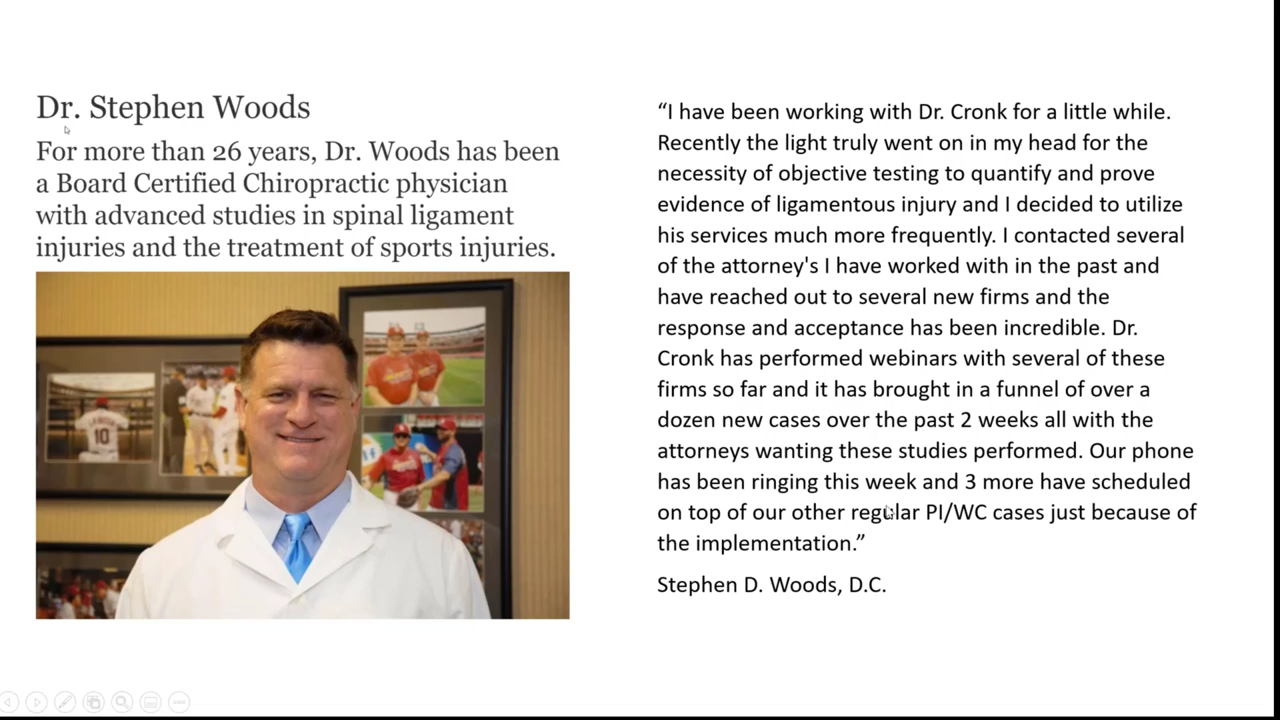 Dr. Stephen Woods
For more than 26 years, Dr. Woods has been
a Board Certified Chiropractic physician
with advanced studies in spinal ligament
injuries and the treatment of sports injuries.
10
“I have been working with Dr. Cronk for a little while.
Recently the light truly went on in my head for the
necessity of objective testing to quantify and prove
evidence of ligamentous injury and I decided to utilize
his services much more frequently. I contacted several
of the attorney's I have worked with in the past and
have reached out to several new firms and the
response and acceptance has been incredible. Dr.
Cronk has performed webinars with several of these
firms so far and it has brought in a funnel of over a
dozen new cases over the past 2 weeks all with the
attorneys wanting these studies performed. Our phone
has been ringing this week and 3 more have scheduled
on top of our other regular PI/WC cases just because of
the implementation.”
Stephen D. Woods, D.C.